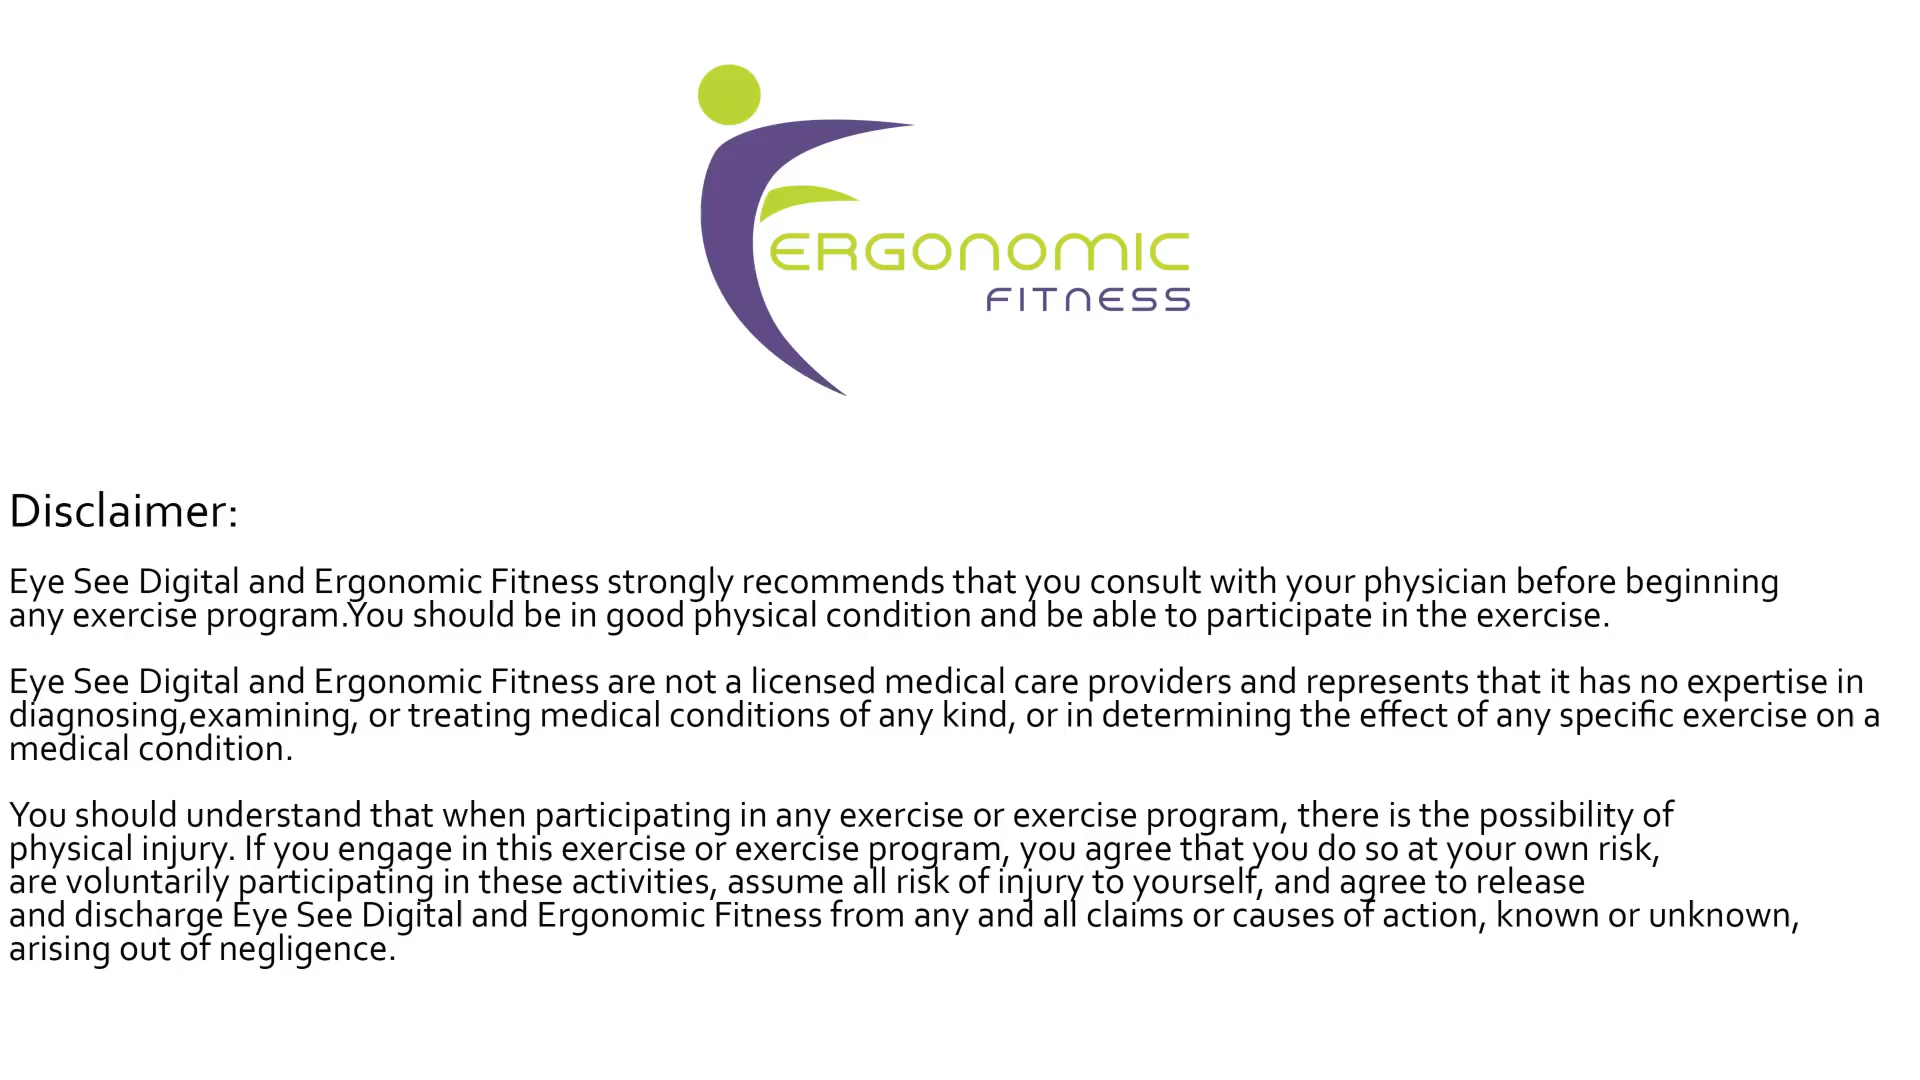 ERGONOMIC
FITNESS
Disclaimer:
Eye See Digital and Ergonomic Fitness strongly recommends that you consult with your physician before beginning
any exercise program.You should be in good physical condition and be able to participate in the exercise.
Eye See Digital and Ergonomic Fitness are not a licensed medical care providers and represents that it has no expertise in
diagnosing,examining, or treating medical conditions of any kind, or in determining the effect of any specific exercise on a
medical condition.
You should understand that when participating in any exercise or exercise program, there is the possibility of
physical injury. If you engage in this exercise or exercise program, you agree that you do so at your own risk,
are voluntarily participating in these activities, assume all risk of injury to yourself, and agree to release
and discharge Eye See Digital and Ergonomic Fitness from any and all claims or causes of action, known or unknown,
arising out of negligence.